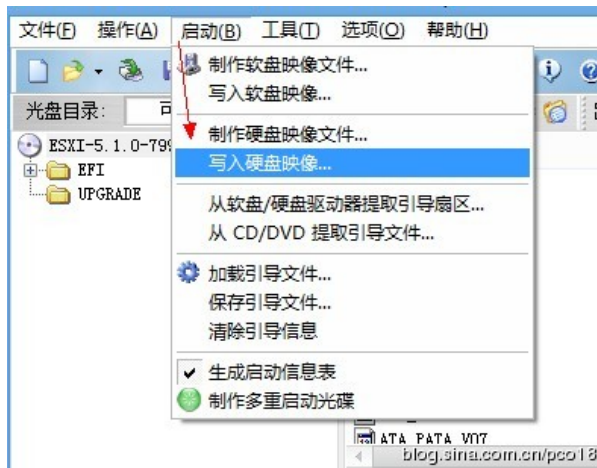 文件(F) 操作(A) 启动(B) 工具(T) 选项(O) 帮助(H)
制作软盘映像文件...
写入软盘映像...
光盘目录:
制作硬盘映像文件...
ESXI-5.1.0-799
写入硬盘映像...
EFI
UPGRADE
从软盘/硬盘驱动器提取引导扇区...
从 CD/DVD 提取引导文件...
加载引导文件...
保存引导文件...
清除引导信息
生成启动信息表
制作多重启动光碟
ATA_PATA_V07
blog.sina.com.cn/pco18